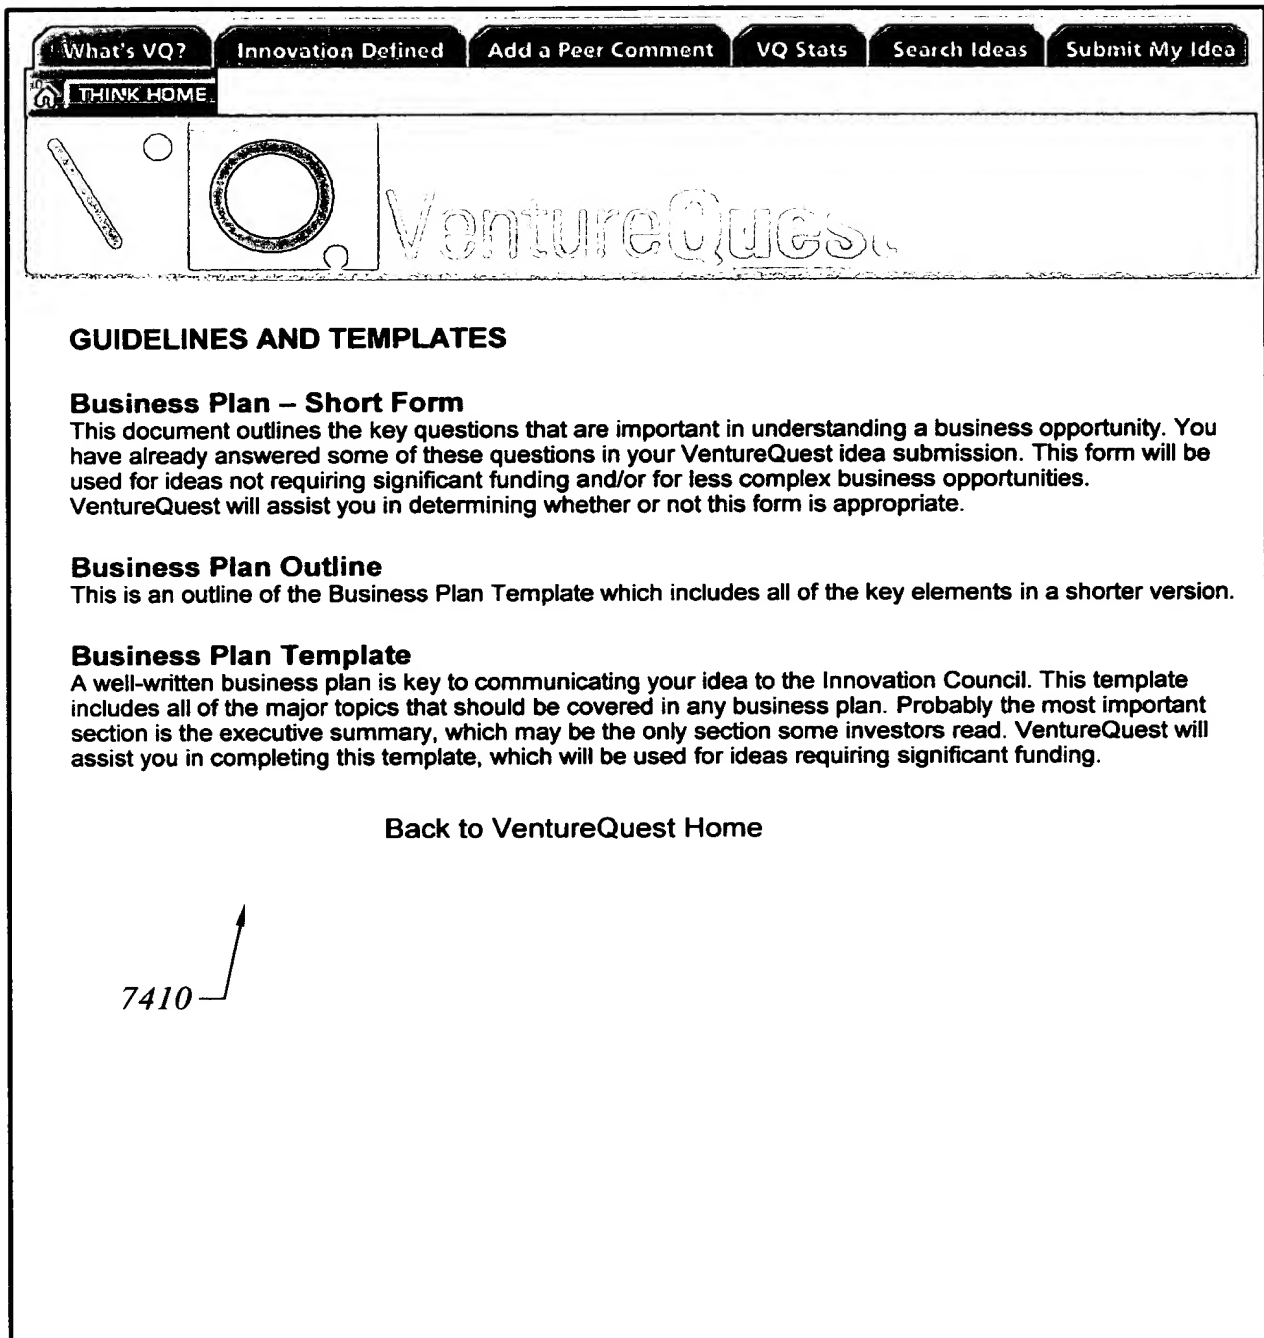 What's VQ? Innovation Defined Add a Peer Comment VQ Stats Search Ideas Submit My Idea
THINK HOME
VentureQuest
GUIDELINES AND TEMPLATES
Business Plan – Short Form
This document outlines the key questions that are important in understanding a business opportunity. You
have already answered some of these questions in your VentureQuest idea submission. This form will be
used for ideas not requiring significant funding and/or for less complex business opportunities.
VentureQuest will assist you in determining whether or not this form is appropriate.
Business Plan Outline
This is an outline of the Business Plan Template which includes all of the key elements in a shorter version.
Business Plan Template
A well-written business plan is key to communicating your idea to the Innovation Council. This template
includes all of the major topics that should be covered in any business plan. Probably the most important
section is the executive summary, which may be the only section some investors read. VentureQuest will
assist you in completing this template, which will be used for ideas requiring significant funding.
Back to VentureQuest Home
7410